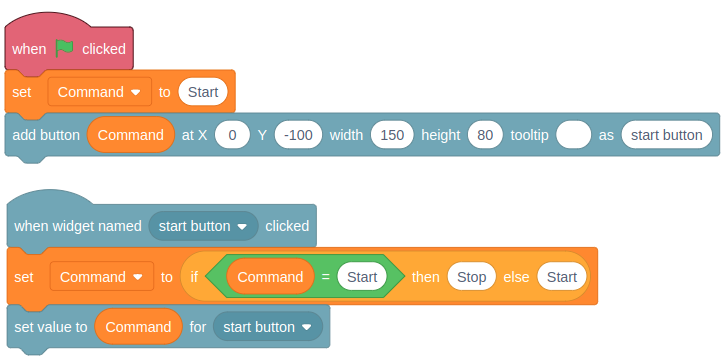 when clicked
set Command to Start
add button Command at X 0 Y -100 width 150 height 80 tooltip as start button
when widget named start button clicked
set Command to if Command = Start then Stop else Start
set value to Command for start button